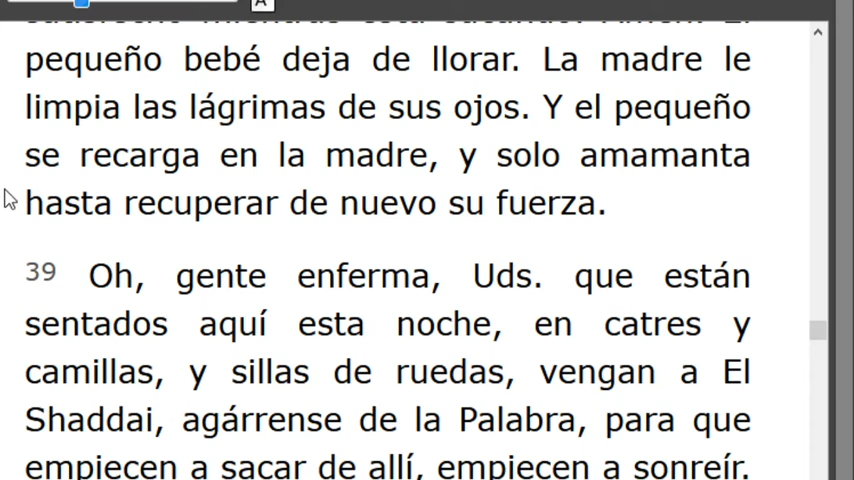 pequeño bebé deja de llorar. La madre le
limpia las lágrimas de sus ojos. Y el pequeño
se recarga en la madre, y solo amamanta
hasta recuperar de nuevo su fuerza.
39 Oh, gente enferma, Uds. que están
sentados aquí esta noche, en catres y
camillas, y sillas de ruedas, vengan a El
Shaddai, agárrense de la Palabra, para que
empiecen a sacar de allí, empiecen a sonreír.